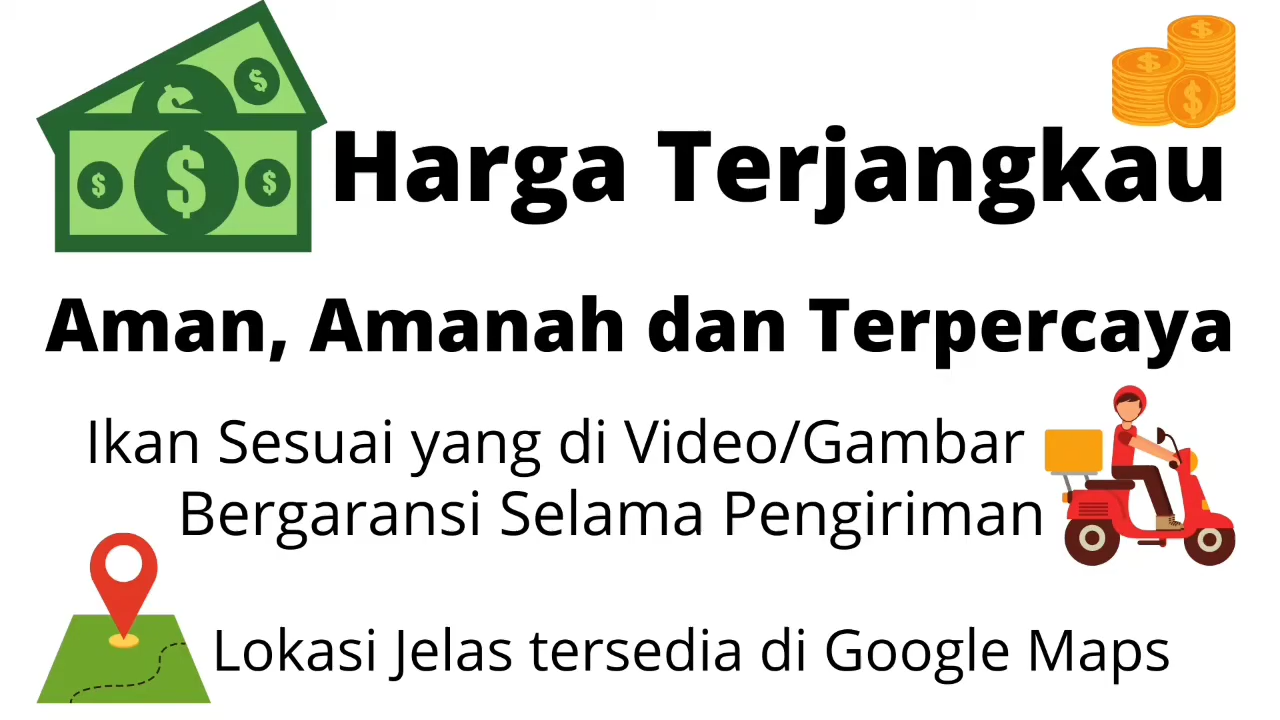 Harga Terjangkau
Aman, Amanah dan Terpercaya
Ikan Sesuai yang di Video/Gambar
Bergaransi Selama Pengiriman
Lokasi Jelas tersedia di Google Maps